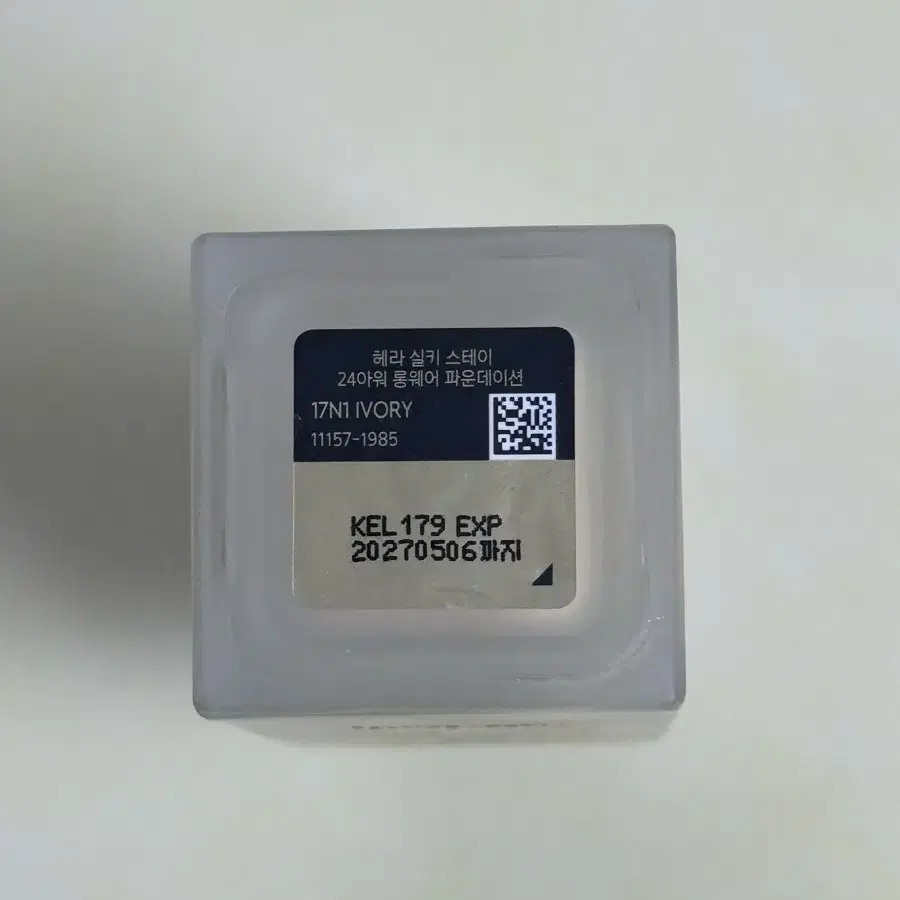 헤라 실키 스테이
24아워 롱웨어 파운데이션
17N1 IVORY
11157-1985
KEL179 EXP
20270506까지